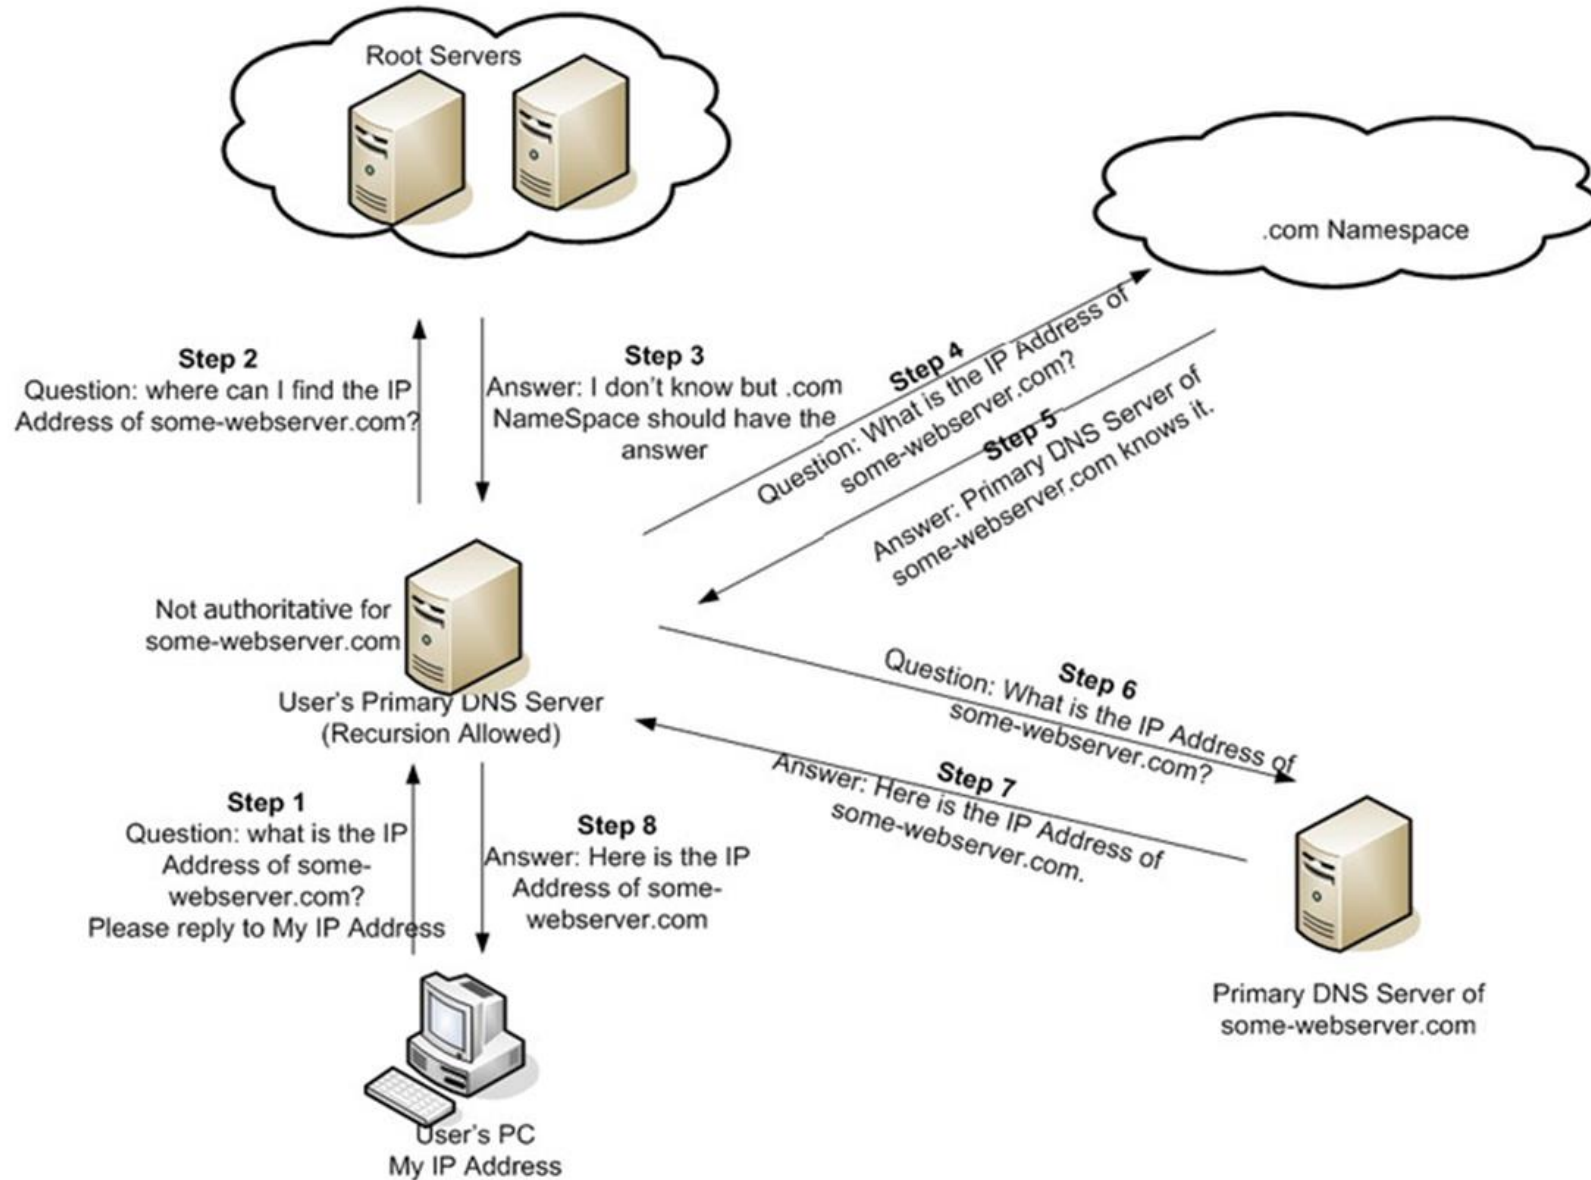 Root Servers
.com Namespace
Step 2
Question: where can I find the IP
Address of some-webserver.com?
Step 3
Answer: I don't know but .com
NameSpace should have the
answer
Step 4
Question: What is the IP Address of
some-webserver.com?
Step 5
Answer: Primary DNS Server of
some-webserver.com knows it.
Not authoritative for
some-webserver.com
User's Primary DNS Server
(Recursion Allowed)
Step 6
Question: What is the IP Address of
some-webserver.com?
Step 7
Answer: Here is the IP Address of
some-webserver.com.
Step 1
Question: what is the IP
Address of some-
webserver.com?
Please reply to My IP Address
Step 8
Answer: Here is the IP
Address of some-
webserver.com
Primary DNS Server of
some-webserver.com
User's PC
My IP Address